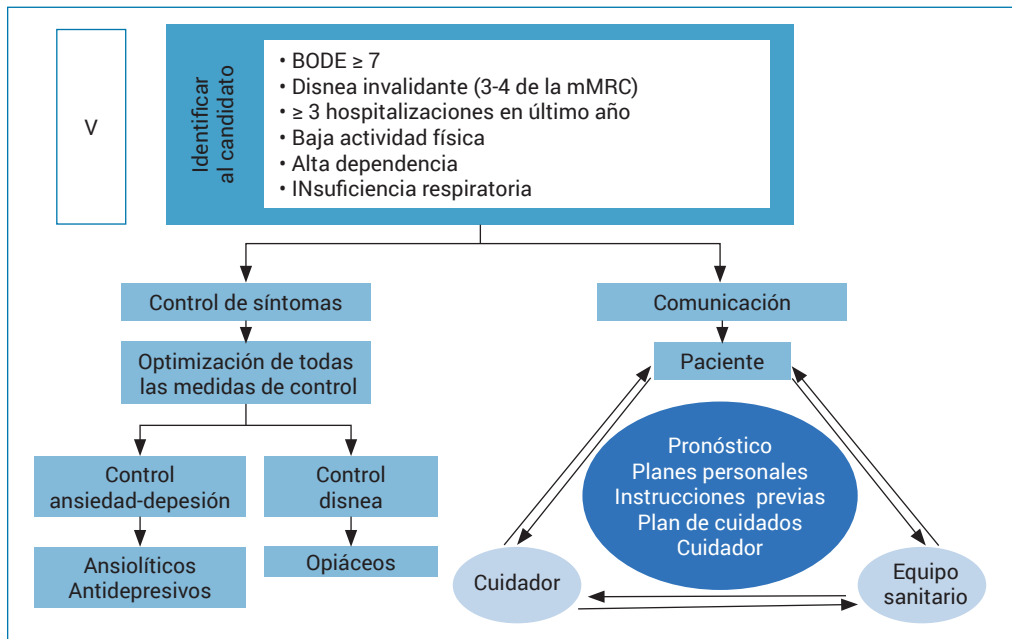 V
Identificar
al candidato
• BODE ≥ 7
• Disnea invalidante (3-4 de la mMRC)
• ≥ 3 hospitalizaciones en último año
• Baja actividad física
• Alta dependencia
• INsuficiencia respiratoria
Control de síntomas
Comunicación
Optimización de todas
las medidas de control
Paciente
Control
ansiedad-depesión
Control
disnea
Ansiolíticos
Antidepresivos
Opiáceos
Pronóstico
Planes personales
Instrucciones previas
Plan de cuidados
Cuidador
Cuidador
Equipo
sanitario